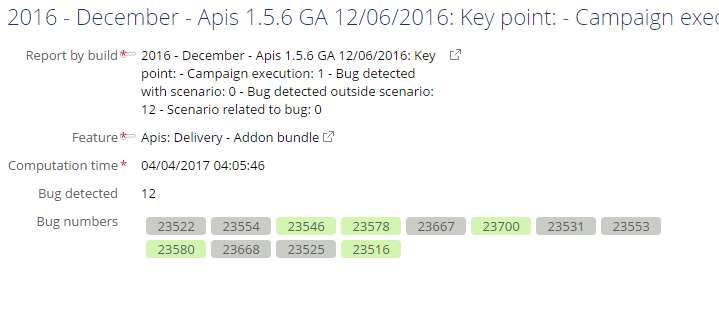 2016 - December - Apis 1.5.6 GA 12/06/2016: Key point: - Campaign exec
Report by build* 2016 - December - Apis 1.5.6 GA 12/06/2016: Key
point: - Campaign execution: 1 - Bug detected
with scenario: 0 - Bug detected outside scenario:
12 - Scenario related to bug: 0
Feature* Apis: Delivery - Addon bundle
Computation time* 04/04/2017 04:05:46
Bug detected 12
Bug numbers 23522 23554 23546 23578 23667 23700 23531 23553
23580 23668 23525 23516